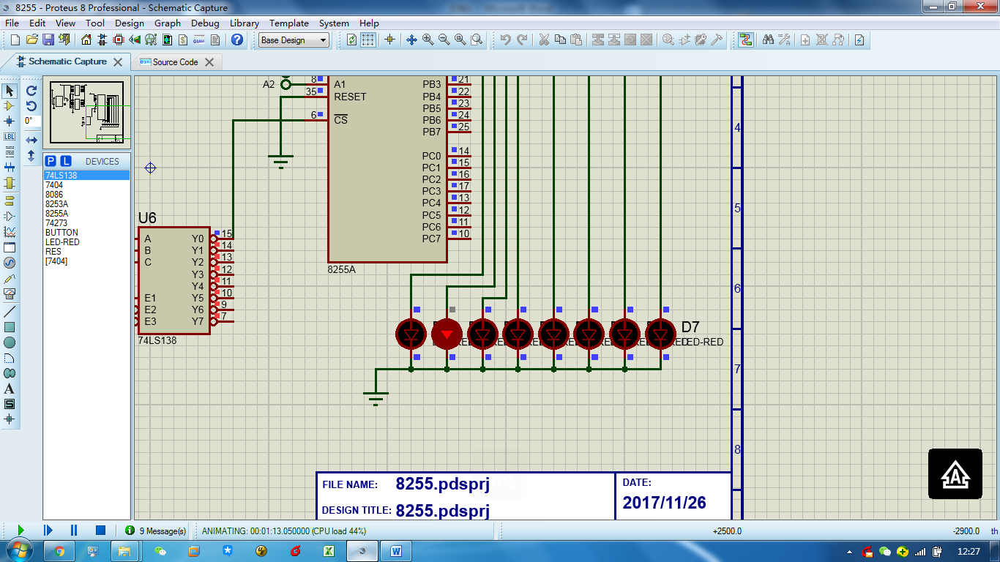 8255 - Proteus 8 Professional - Schematic Capture
File Edit View Tool Design Graph Debug Library Template System Help
Base Design
Schematic Capture
Source Code
0°
P L DEVICES
74LS138
7404
8086
8253A
8255A
74273
BUTTON
LED-RED
RES
[7404]
A2
8 A1
35 RESET
6 CS
PB3 21
PB4 22
PB5 23
PB6 24
PB7 25
PC0 14
PC1 15
PC2 16
PC3 17
PC4 13
PC5 12
PC6 11
PC7 10
8255A
U6
A Y0 15
B Y1 14
C Y2 13
Y3 12
Y4 11
E1 Y5 10
E2 Y6 9
E3 Y7 7
74LS138
D7
LED-RED
4
5
6
7
8
FILE NAME: 8255.pdsprj
DESIGN TITLE: 8255.pdsprj
DATE:
2017/11/26
A
9 Message(s)
ANIMATING: 00:01:13.050000 (CPU load 44%)
+2500.0
-2900.0
th
12:27